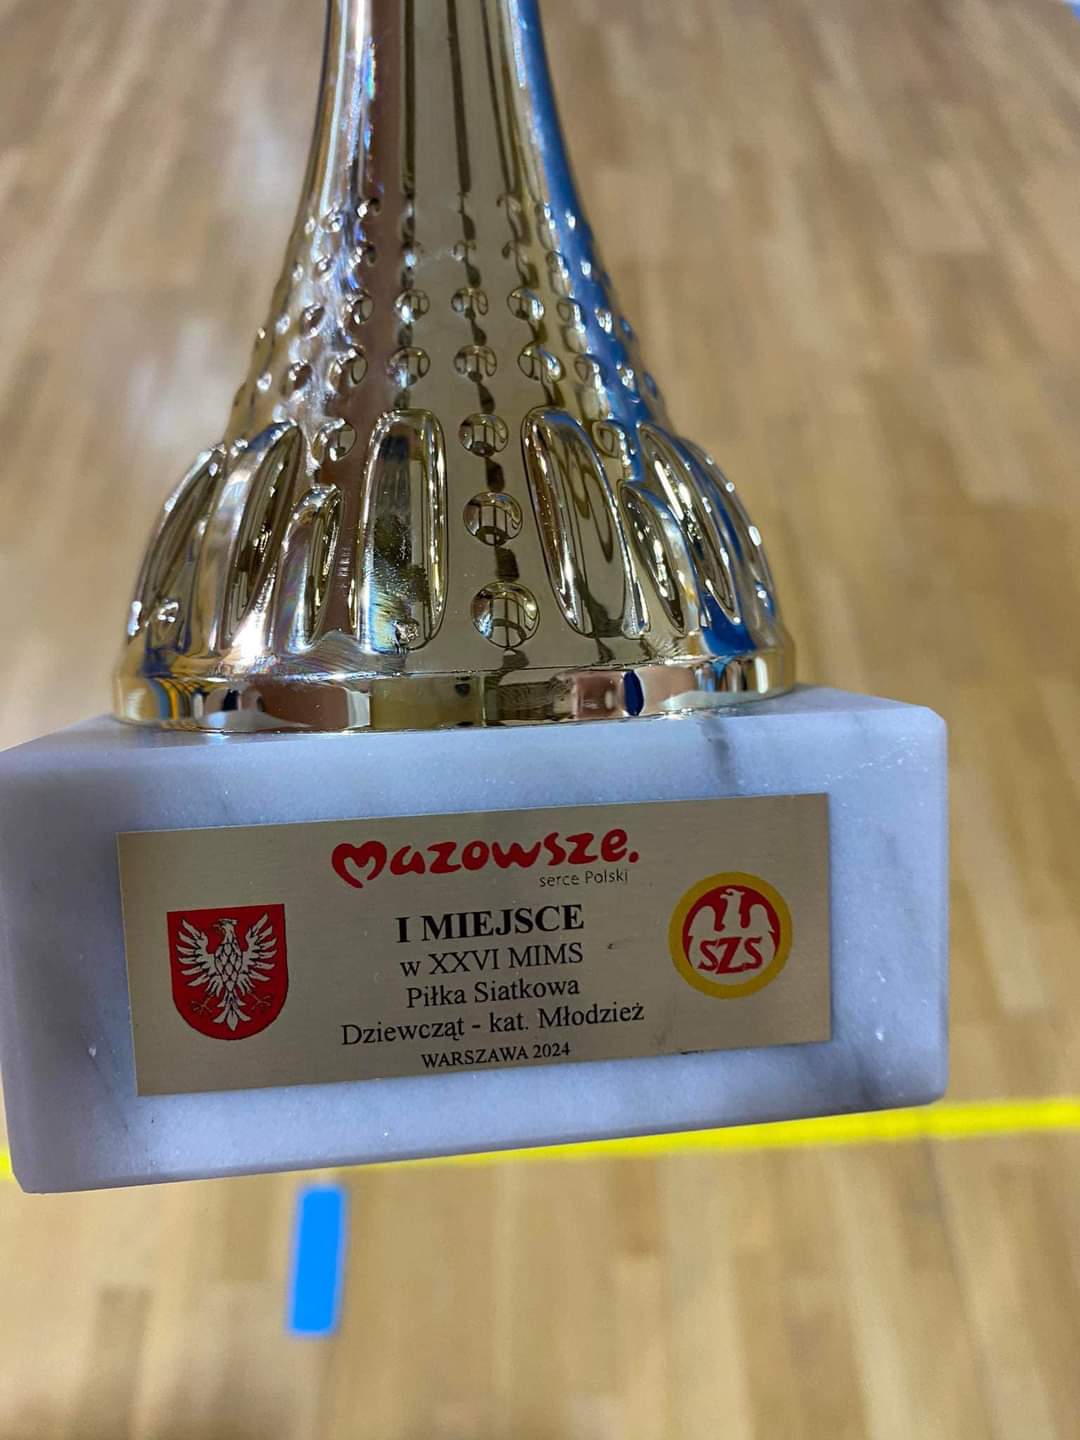 Mazowsze.
serce Polski
I MIEJSCE
w XXVI MIMS
Piłka Siatkowa
Dziewcząt - kat. Młodzież
WARSZAWA 2024
SZS